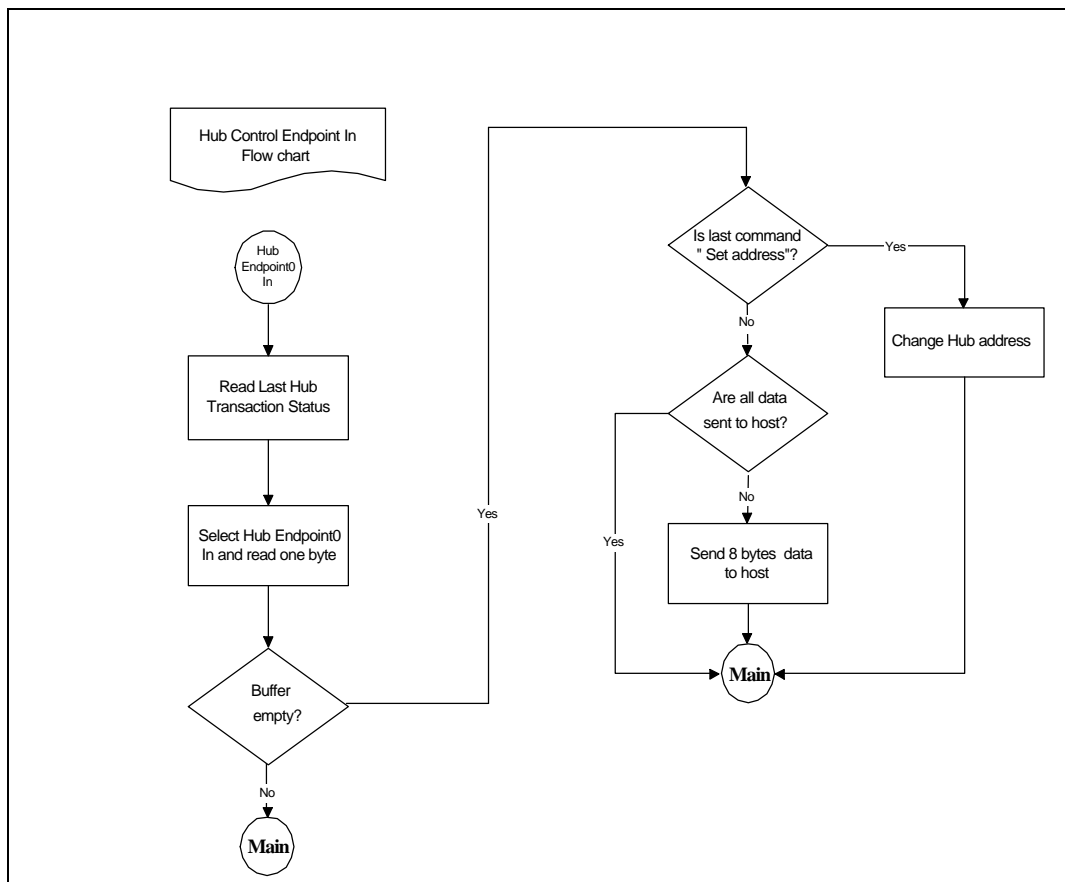 Hub Control Endpoint In
Flow chart
Hub
Endpoint0
In
Read Last Hub
Transaction Status
Select Hub Endpoint0
In and read one byte
Buffer
empty?
Yes
No
Main
Is last command
" Set address"?
Yes
No
Change Hub address
Are all data
sent to host?
Yes
No
Send 8 bytes data
to host
Main